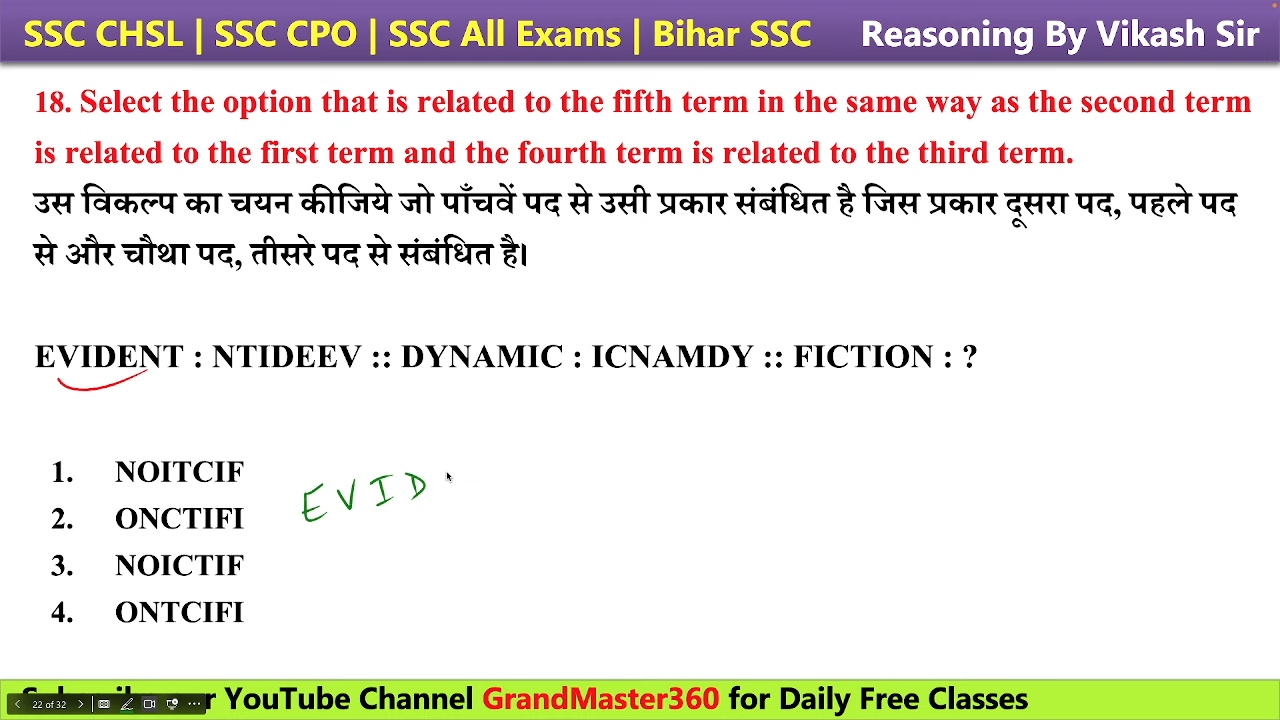 SSC CHSL | SSC CPO | SSC All Exams | Bihar SSC Reasoning By Vikash Sir
18. Select the option that is related to the fifth term in the same way as the second term
is related to the first term and the fourth term is related to the third term.
उस विकल्प का चयन कीजिये जो पाँचवें पद से उसी प्रकार संबंधित है जिस प्रकार दूसरा पद, पहले पद
से और चौथा पद, तीसरे पद से संबंधित है।
EVIDENT : NTIDEEV :: DYNAMIC : ICNAMDY :: FICTION : ?
1. NOITCIF
2. ONCTIFI
3. NOICTIF
4. ONTCIFI
EVID
YouTube Channel GrandMaster360 for Daily Free Classes
22 of 32